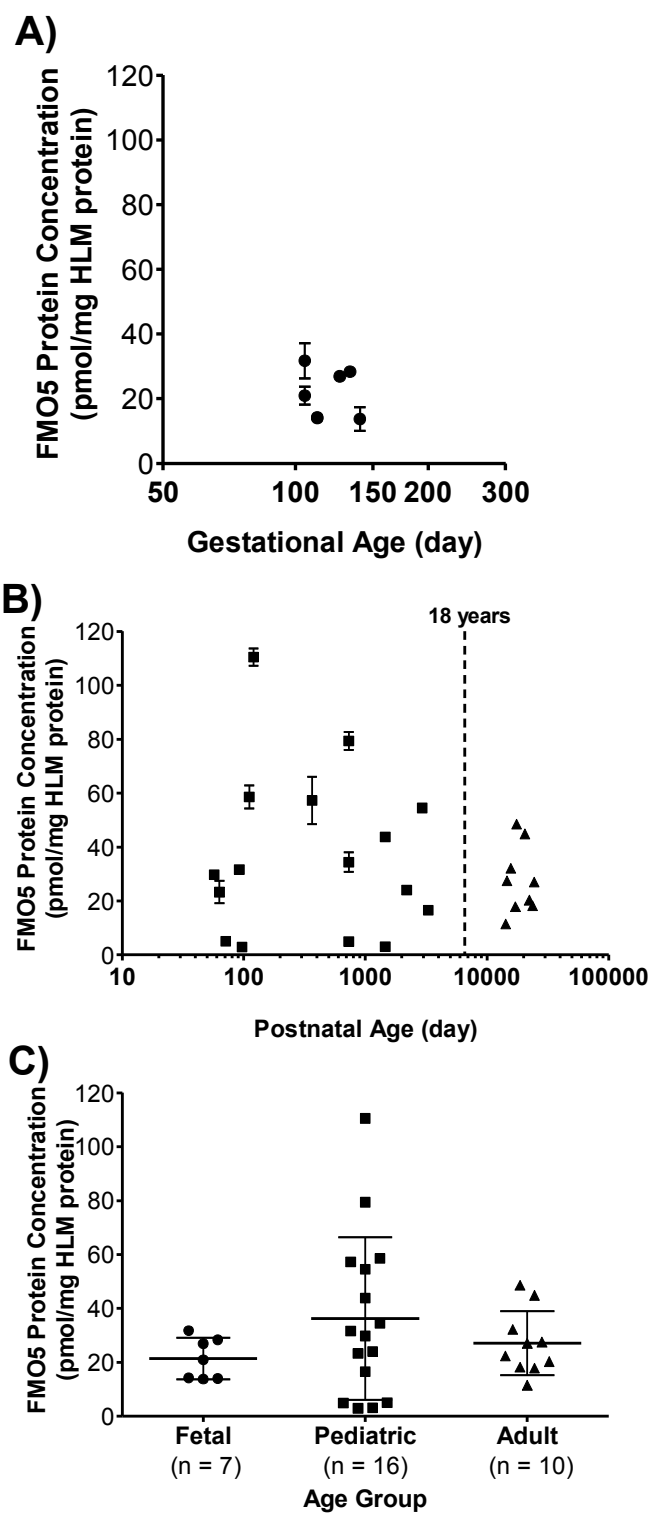 A)
FMO5 Protein Concentration
(pmol/mg HLM protein)
120
100
80
60
40
20
0
50 100 150 200 300
Gestational Age (day)
B)
18 years
FMO5 Protein Concentration
(pmol/mg HLM protein)
120
100
80
60
40
20
0
10 100 1000 10000 100000
Postnatal Age (day)
C)
FMO5 Protein Concentration
(pmol/mg HLM protein)
120
100
80
60
40
20
0
Fetal Pediatric Adult
(n = 7) (n = 16) (n = 10)
Age Group